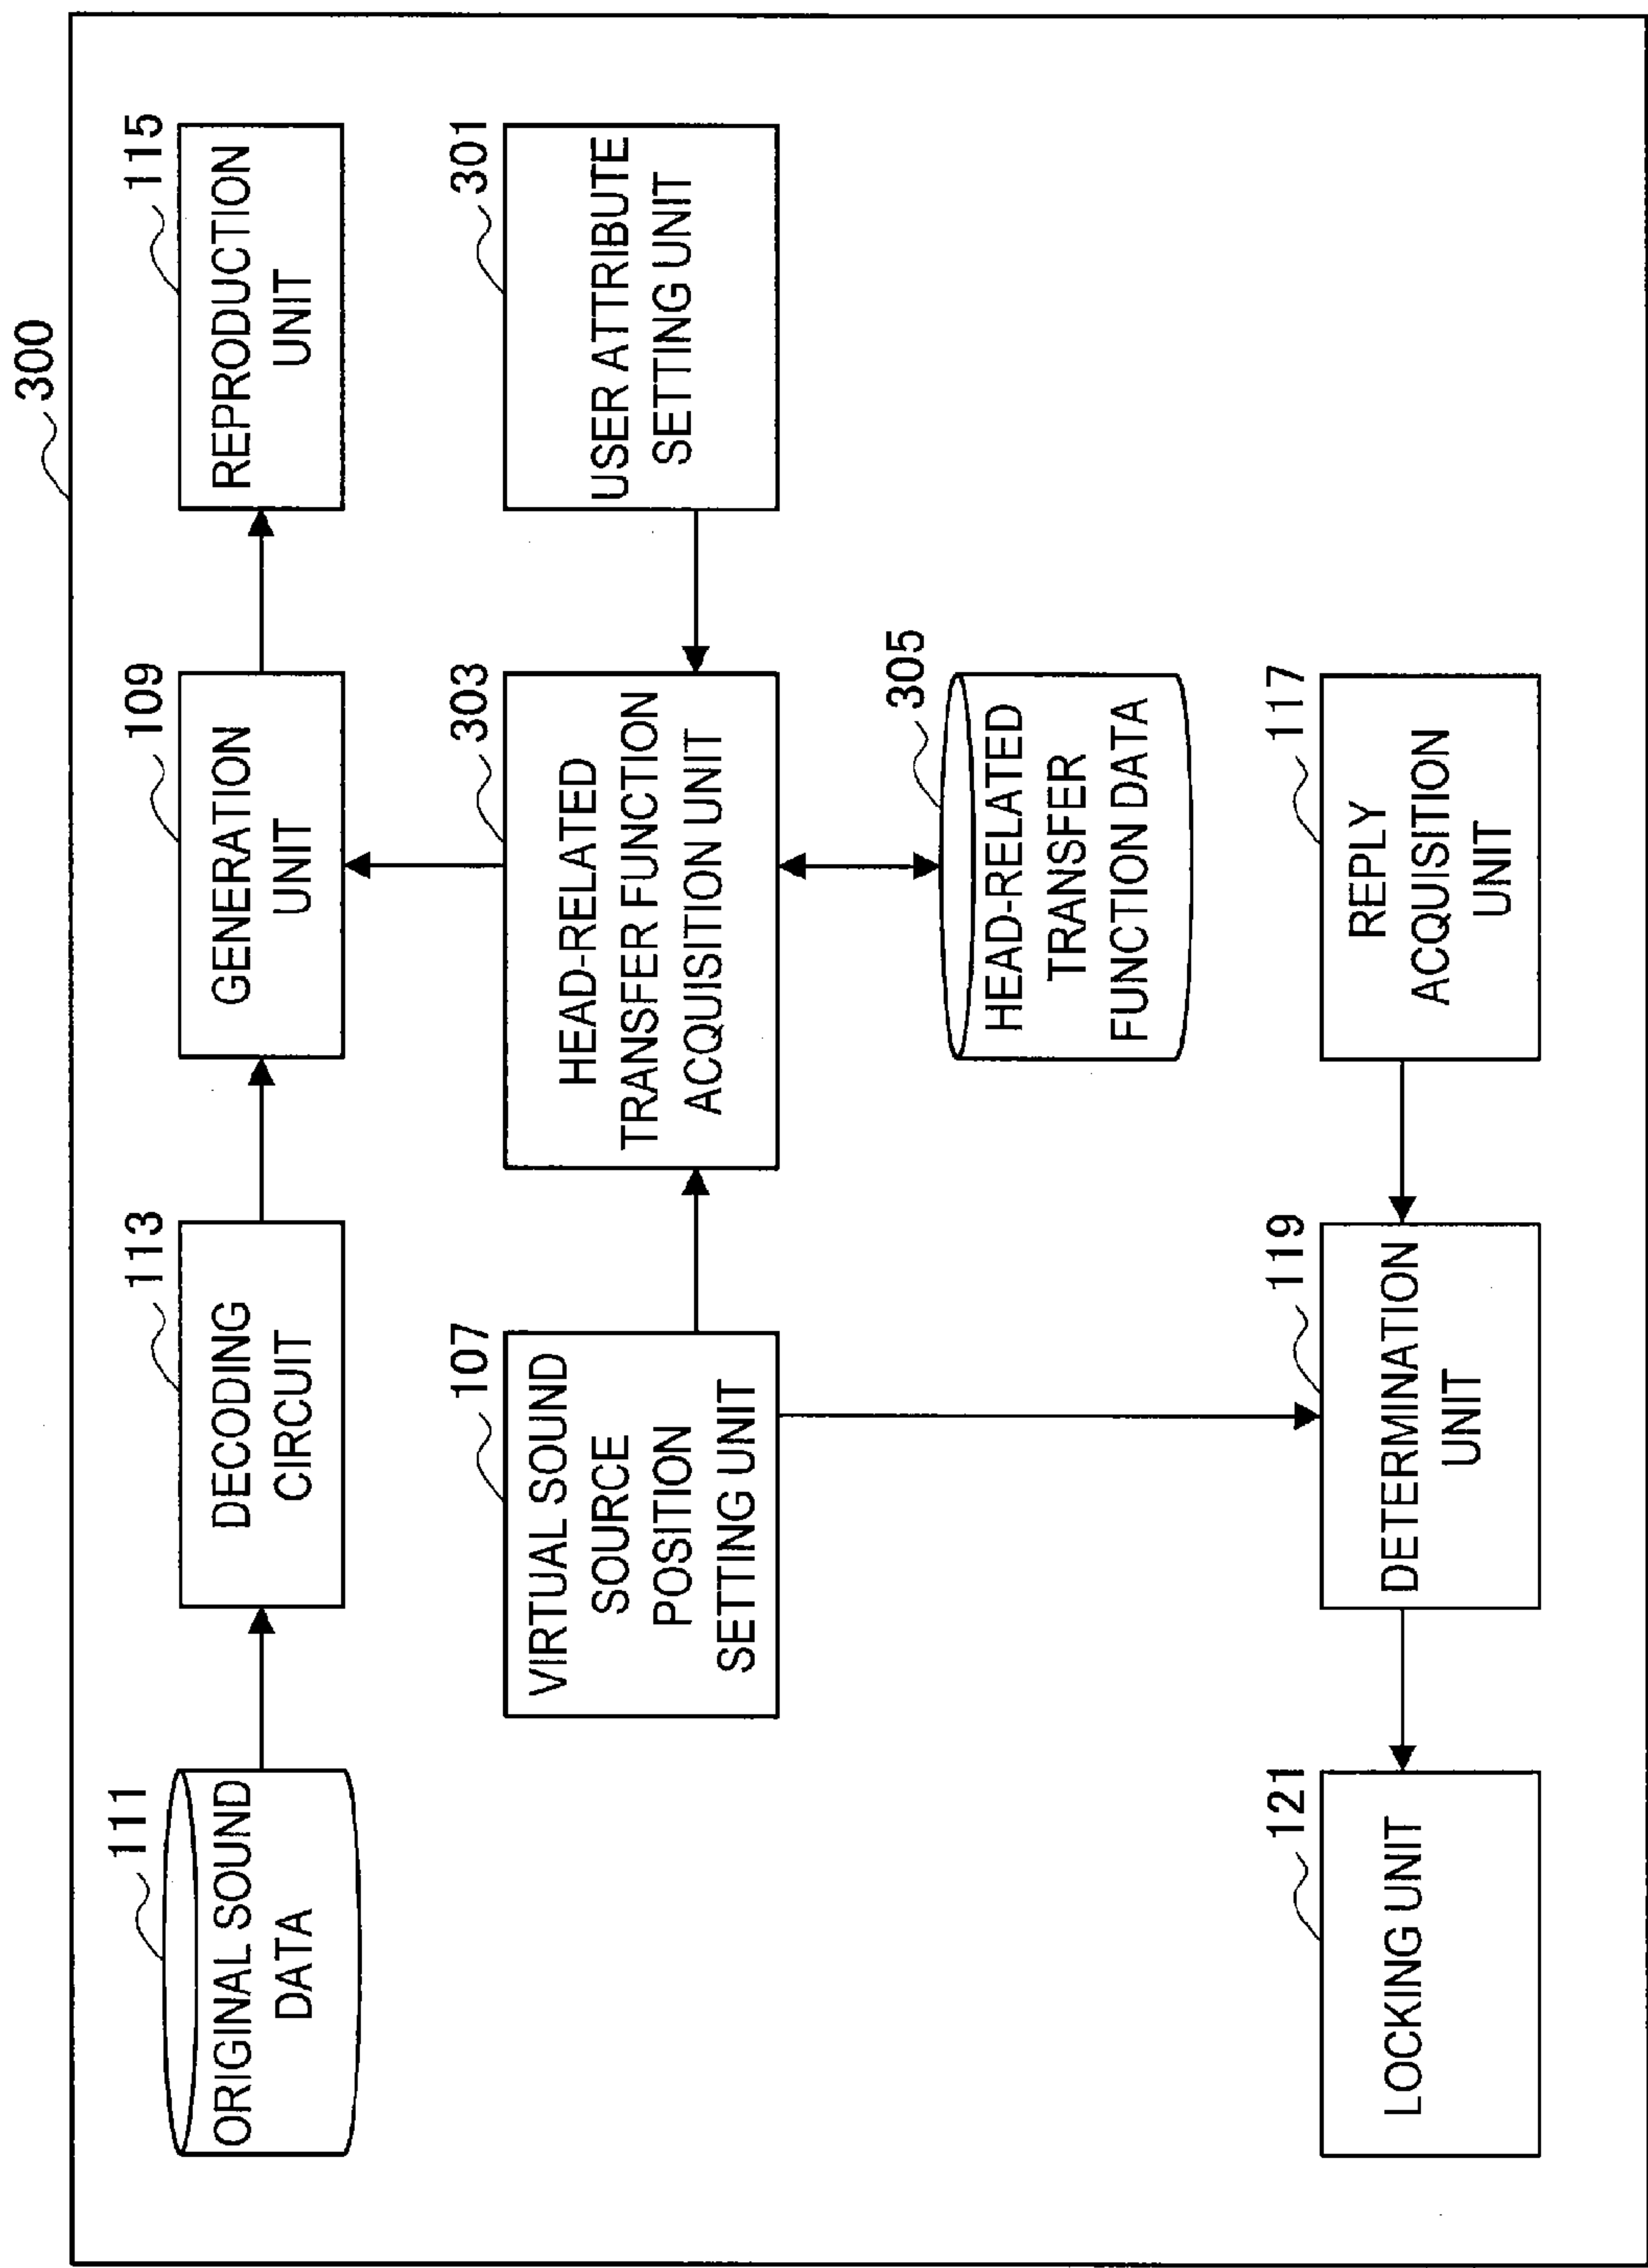 300
111
ORIGINAL SOUND
DATA
113
DECODING
CIRCUIT
109
GENERATION
UNIT
115
REPRODUCTION
UNIT
107
VIRTUAL SOUND
SOURCE
POSITION
SETTING UNIT
303
HEAD-RELATED
TRANSFER FUNCTION
ACQUISITION UNIT
301
USER ATTRIBUTE
SETTING UNIT
305
HEAD-RELATED
TRANSFER
FUNCTION DATA
121
LOCKING UNIT
119
DETERMINATION
UNIT
117
REPLY
ACQUISITION
UNIT